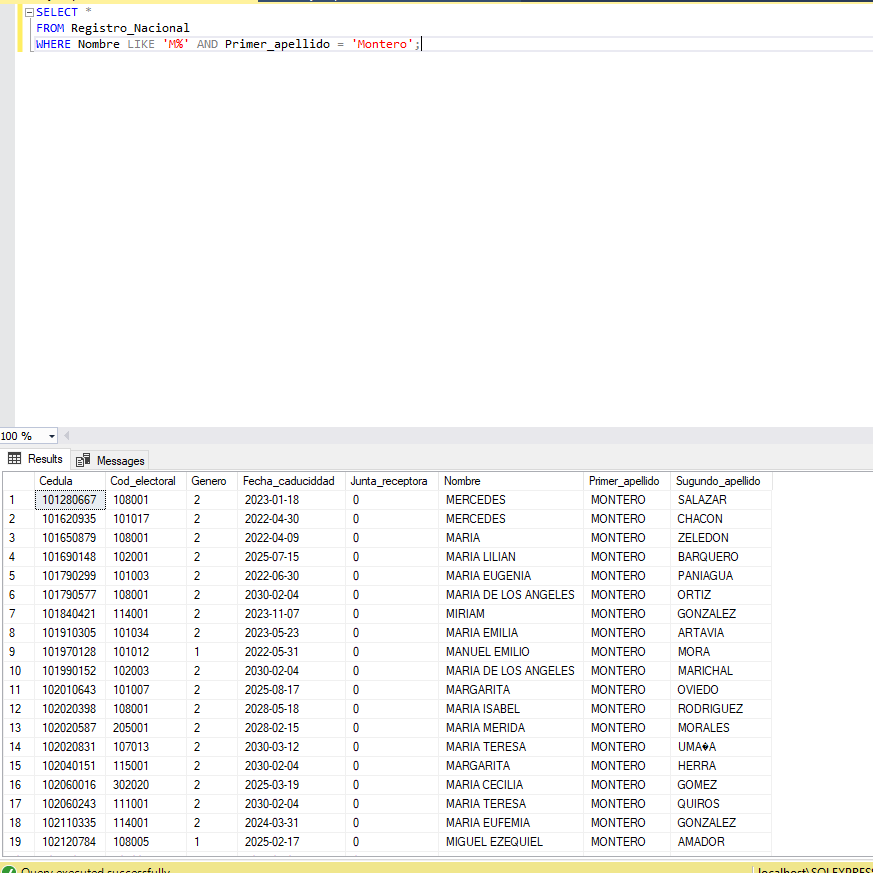 SELECT *
FROM Registro_Nacional
WHERE Nombre LIKE 'M%' AND Primer_apellido = 'Montero';
100 %
Results Messages
Cedula Cod_electoral Genero Fecha_caduciddad Junta_receptora Nombre Primer_apellido Sugundo_apellido
1 101280667 108001 2 2023-01-18 0 MERCEDES MONTERO SALAZAR
2 101620935 101017 2 2022-04-30 0 MERCEDES MONTERO CHACON
3 101650879 108001 2 2022-04-09 0 MARIA MONTERO ZELEDON
4 101690148 102001 2 2025-07-15 0 MARIA LILIAN MONTERO BARQUERO
5 101790299 101003 2 2022-06-30 0 MARIA EUGENIA MONTERO PANIAGUA
6 101790577 108001 2 2030-02-04 0 MARIA DE LOS ANGELES MONTERO ORTIZ
7 101840421 114001 2 2023-11-07 0 MIRIAM MONTERO GONZALEZ
8 101910305 101034 2 2023-05-23 0 MARIA EMILIA MONTERO ARTAVIA
9 101970128 101012 1 2022-05-31 0 MANUEL EMILIO MONTERO MORA
10 101990152 102003 2 2030-02-04 0 MARIA DE LOS ANGELES MONTERO MARICHAL
11 102010643 101007 2 2025-08-17 0 MARGARITA MONTERO OVIEDO
12 102020398 108001 2 2028-05-18 0 MARIA ISABEL MONTERO RODRIGUEZ
13 102020587 205001 2 2028-02-15 0 MARIA MERIDA MONTERO MORALES
14 102020831 107013 2 2030-03-12 0 MARIA TERESA MONTERO UMA�A
15 102040151 115001 2 2030-02-04 0 MARGARITA MONTERO HERRA
16 102060016 302020 2 2025-03-19 0 MARIA CECILIA MONTERO GOMEZ
17 102060243 111001 2 2030-02-04 0 MARIA TERESA MONTERO QUIROS
18 102110335 114001 2 2024-03-31 0 MARIA EUFEMIA MONTERO GONZALEZ
19 102120784 108005 1 2025-02-17 0 MIGUEL EZEQUIEL MONTERO AMADOR
Query executed successfully localhost\SQLEXPRES